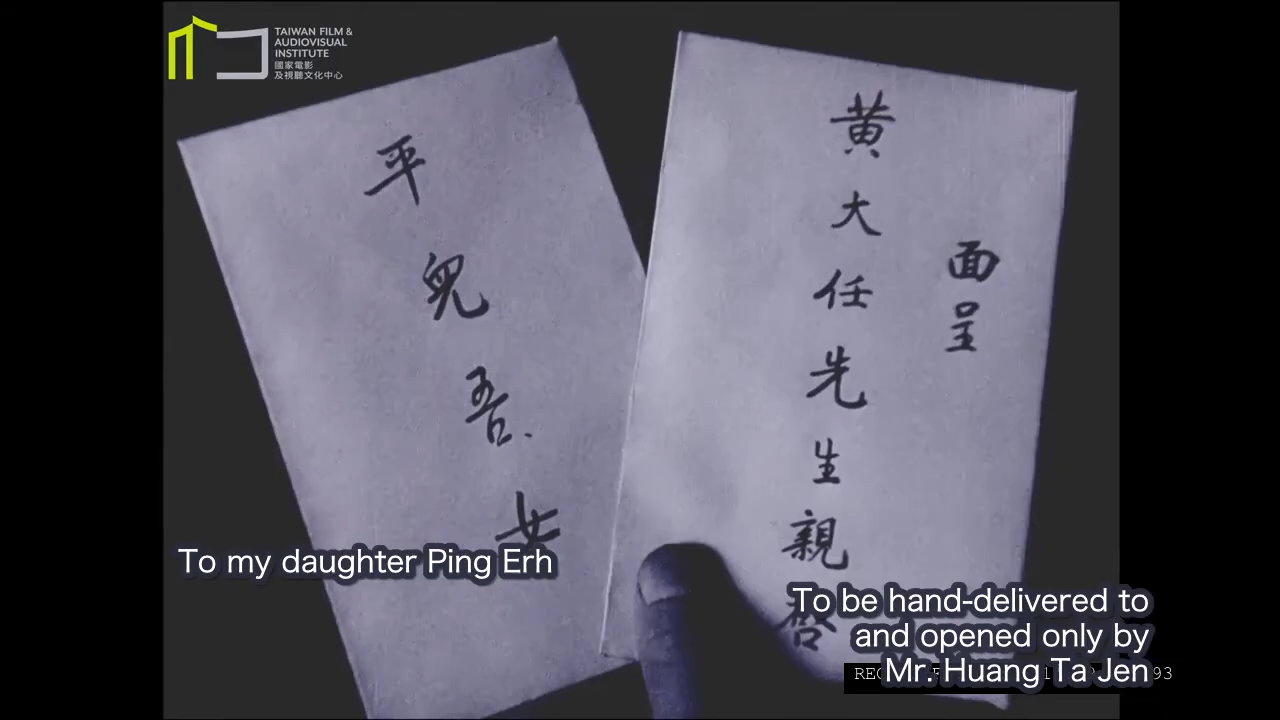 TAIWAN FILM &
AUDIOVISUAL
INSTITUTE
國家電影
及視聽文化中心
平兒吾女
面呈
黃大任先生親啓
To my daughter Ping Erh
To be hand-delivered to
and opened only by
Mr. Huang Ta Jen
93